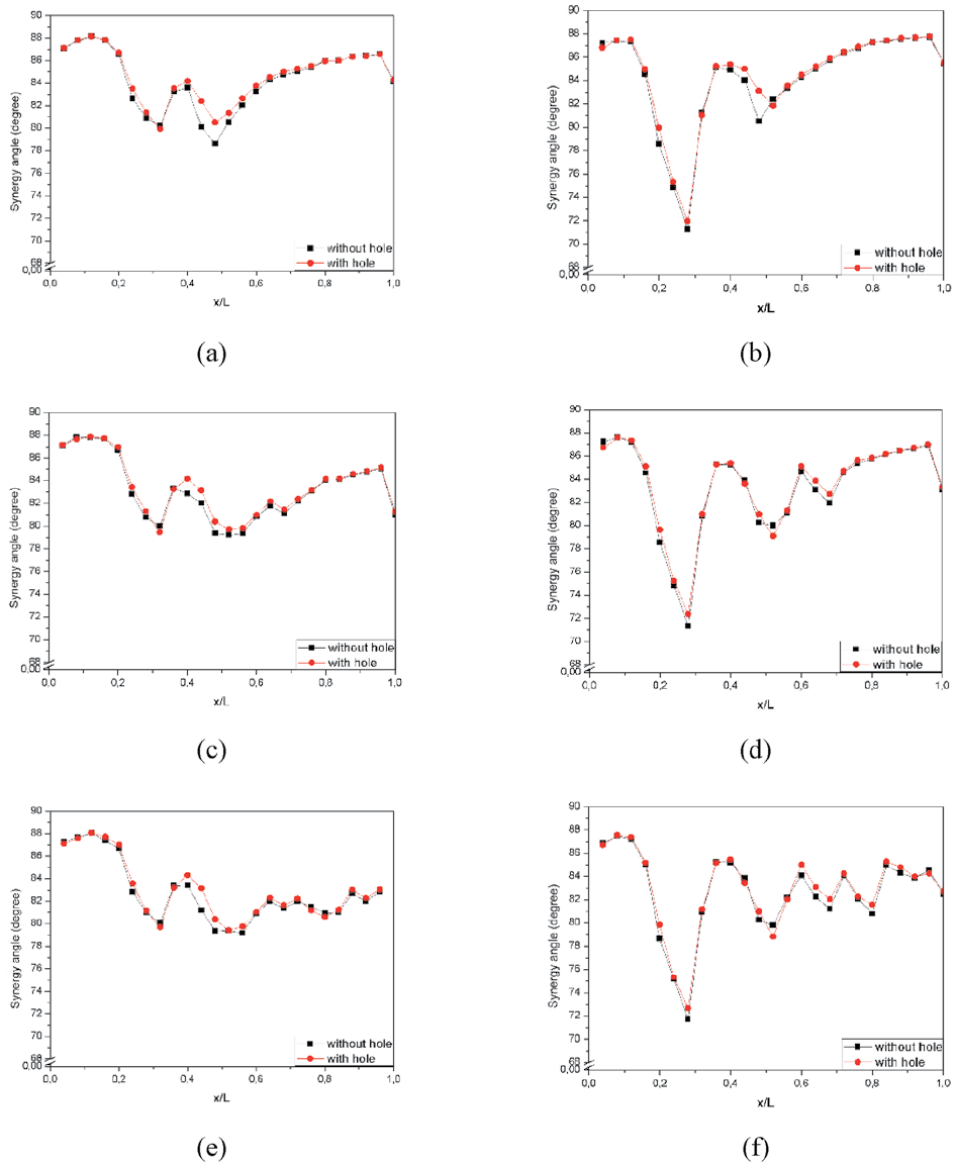 90
88
86
84
82
80
78
76
74
72
70
68
0,00
0,0 0,2 0,4 0,6 0,8 1,0
Synergy angle (degree)
x/L
without hole
with hole
(a)
90
88
86
84
82
80
78
76
74
72
70
68
0,00
0,0 0,2 0,4 0,6 0,8 1,0
Synergy angle (degree)
x/L
without hole
with hole
(b)
90
88
86
84
82
80
78
76
74
72
70
68
0,00
0,0 0,2 0,4 0,6 0,8 1,0
Synergy angle (degree)
x/L
without hole
with hole
(c)
90
88
86
84
82
80
78
76
74
72
70
68
0,00
0,0 0,2 0,4 0,6 0,8 1,0
Synergy angle (degree)
x/L
without hole
with hole
(d)
90
88
86
84
82
80
78
76
74
72
70
68
0,00
0,0 0,2 0,4 0,6 0,8 1,0
Synergy angle (degree)
x/L
without hole
with hole
(e)
90
88
86
84
82
80
78
76
74
72
70
68
0,00
0,0 0,2 0,4 0,6 0,8 1,0
Synergy angle (degree)
x/L
without hole
with hole
(f)